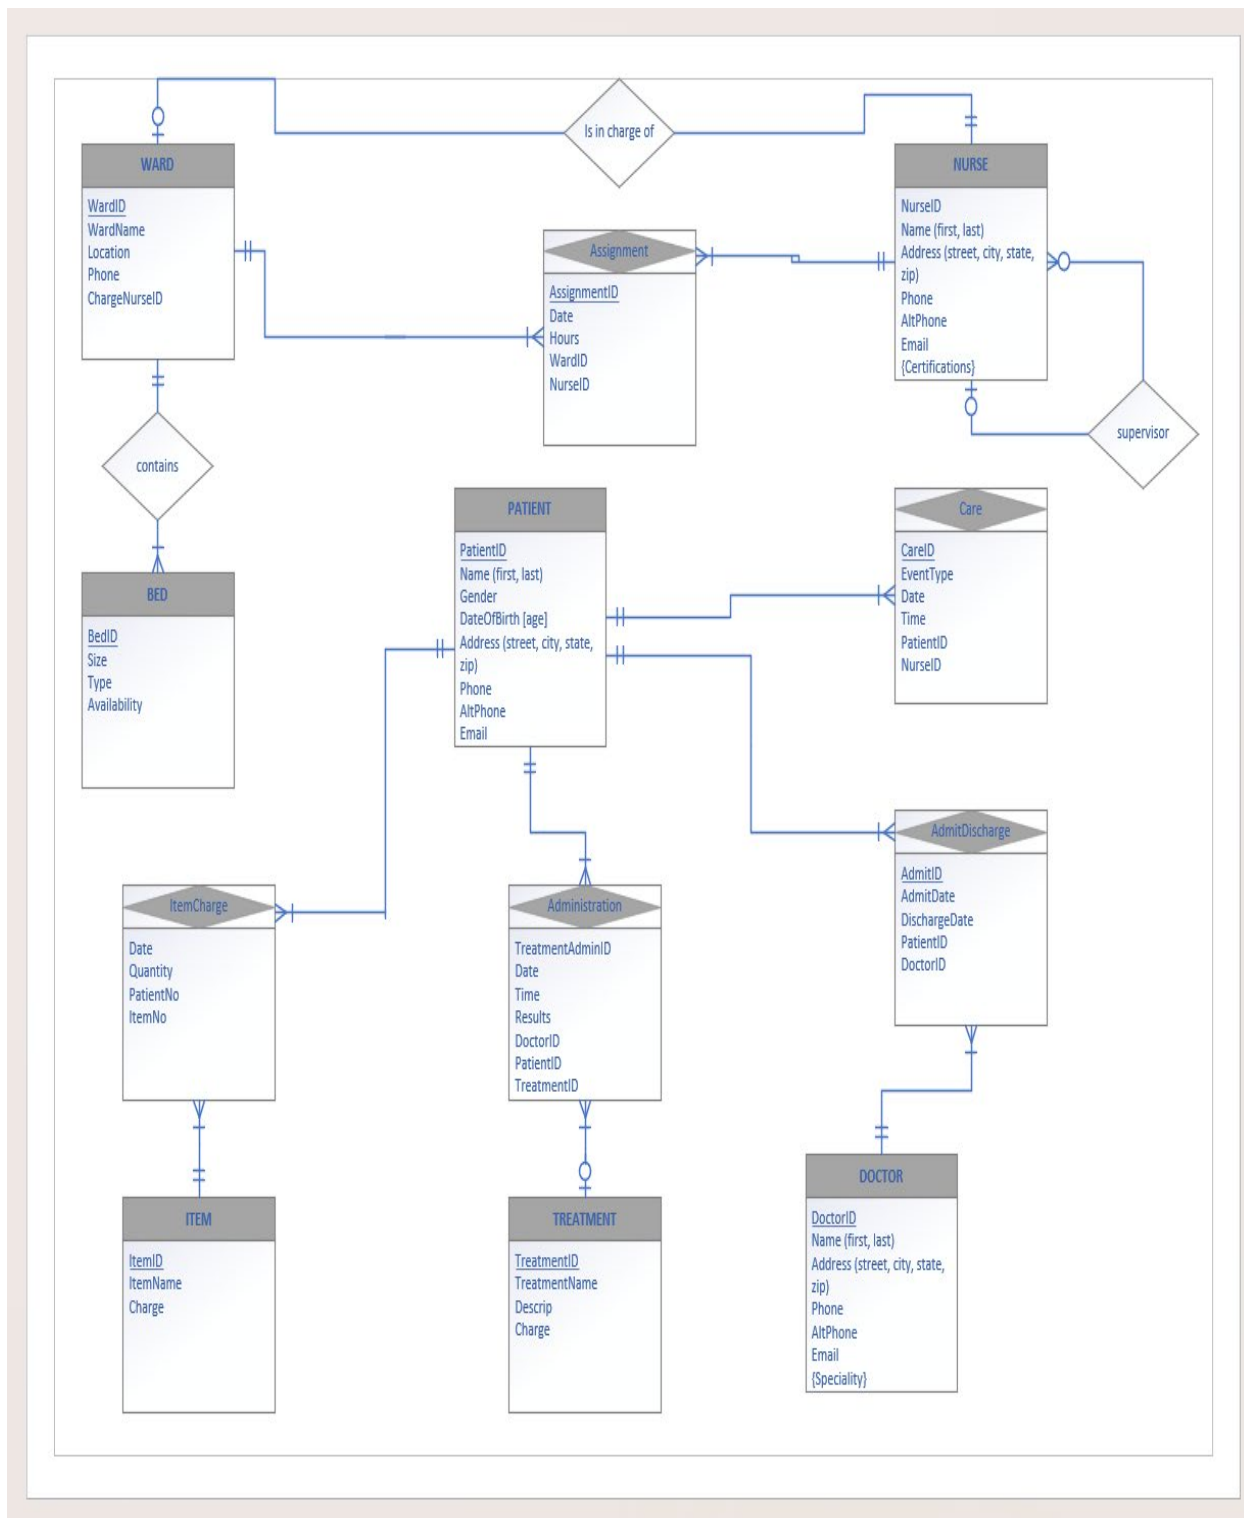 Is in charge of
WARD
WardID
WardName
Location
Phone
ChargeNurseID
Assignment
AssignmentID
Date
Hours
WardID
NurseID
NURSE
NurseID
Name (first, last)
Address (street, city, state,
zip)
Phone
AltPhone
Email
{Certifications}
supervisor
contains
BED
BedID
Size
Type
Availability
PATIENT
PatientID
Name (first, last)
Gender
DateOfBirth [age]
Address (street, city, state,
zip)
Phone
AltPhone
Email
Care
CareID
EventType
Date
Time
PatientID
NurseID
AdmitDischarge
AdmitID
AdmitDate
DischargeDate
PatientID
DoctorID
ItemCharge
Date
Quantity
PatientNo
ItemNo
Administration
TreatmentAdminID
Date
Time
Results
DoctorID
PatientID
TreatmentID
ITEM
ItemID
ItemName
Charge
TREATMENT
TreatmentID
TreatmentName
Descrip
Charge
DOCTOR
DoctorID
Name (first, last)
Address (street, city, state,
zip)
Phone
AltPhone
Email
{Speciality}